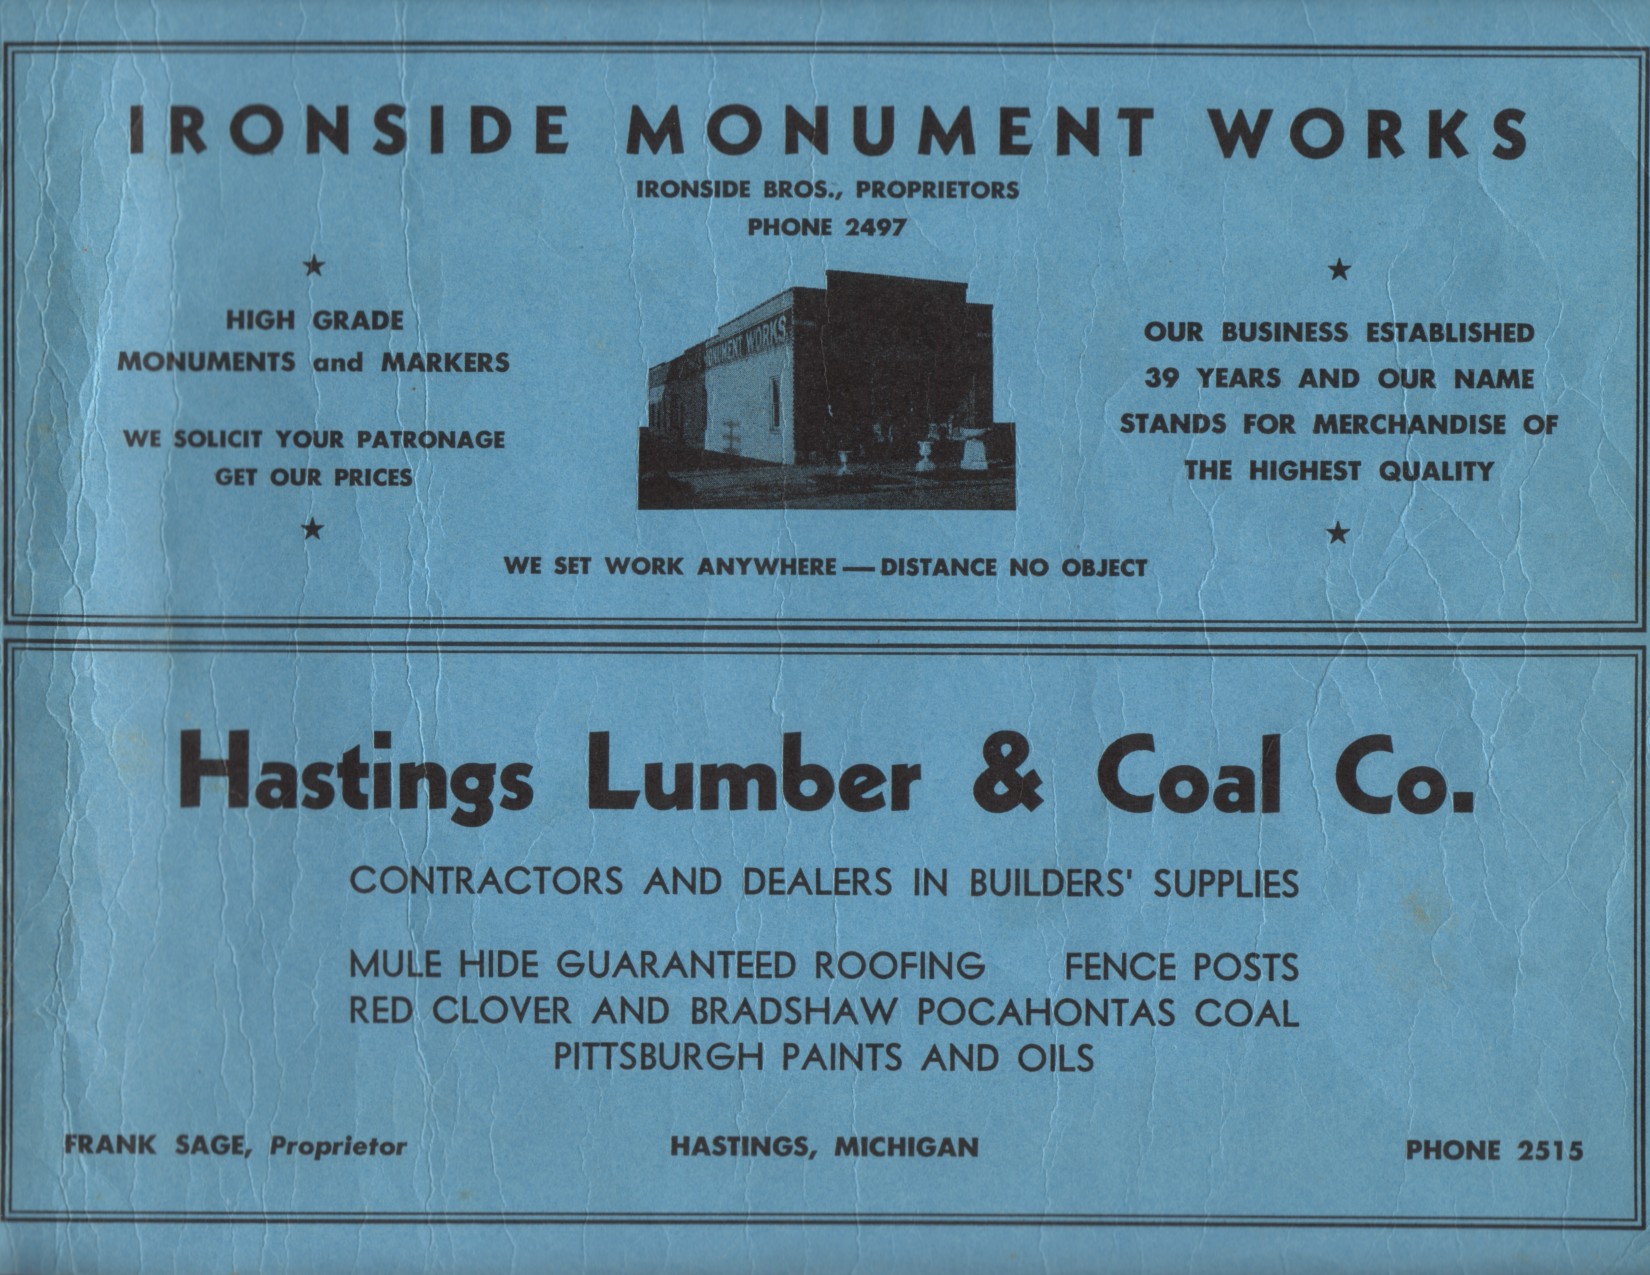 IRONSIDE MONUMENT WORKS
IRONSIDE BROS., PROPRIETORS
PHONE 2497
HIGH GRADE
MONUMENTS and MARKERS
WE SOLICIT YOUR PATRONAGE
GET OUR PRICES
MONUMENT WORKS
OUR BUSINESS ESTABLISHED
39 YEARS AND OUR NAME
STANDS FOR MERCHANDISE OF
THE HIGHEST QUALITY
WE SET WORK ANYWHERE — DISTANCE NO OBJECT
Hastings Lumber & Coal Co.
CONTRACTORS AND DEALERS IN BUILDERS' SUPPLIES
MULE HIDE GUARANTEED ROOFING FENCE POSTS
RED CLOVER AND BRADSHAW POCAHONTAS COAL
PITTSBURGH PAINTS AND OILS
FRANK SAGE, Proprietor HASTINGS, MICHIGAN PHONE 2515